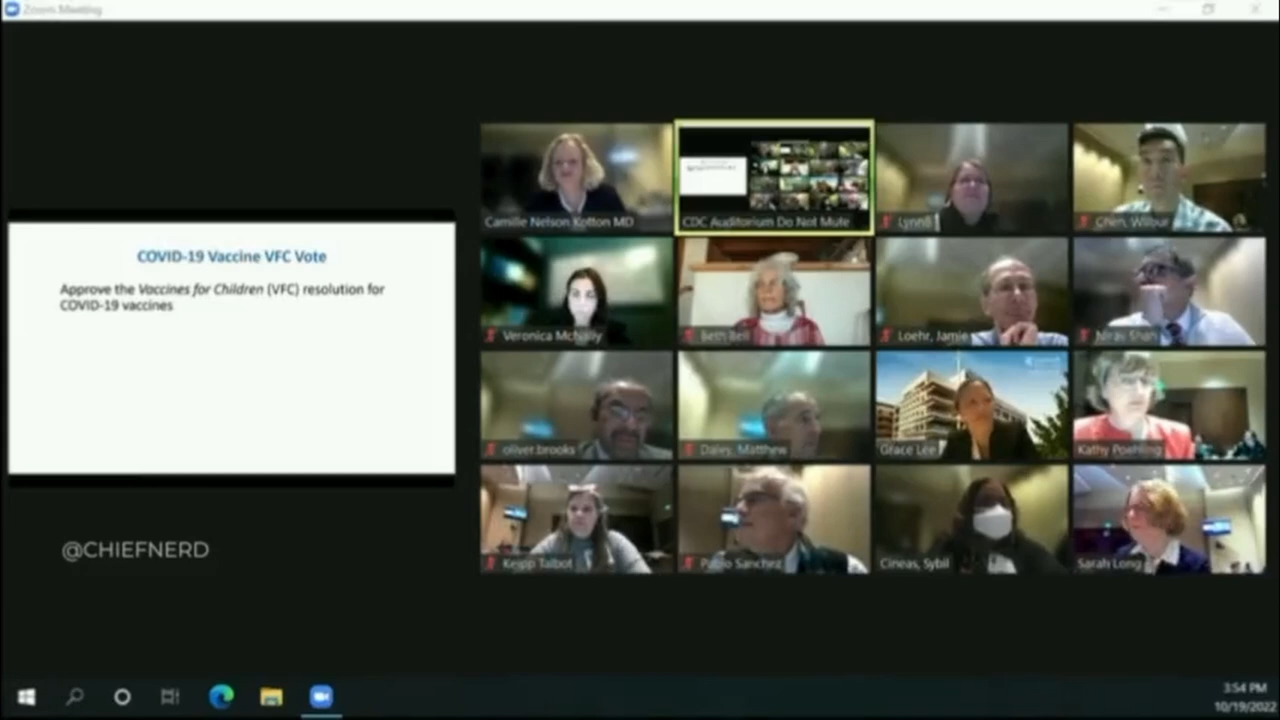 Zoom Meeting
COVID-19 Vaccine VFC Vote
Approve the Vaccines for Children (VFC) resolution for
COVID-19 vaccines
@CHIEFNERD
Camille Nelson Kotton MD
CDC Auditorium Do Not Mute
Chen, Wilbur
Veronica McNally
Beth Bell
Loehr, Jamie
Nirav Shah
oliver.brooks
Daley, Matthew
Grace Lee
Kathy Poehling
Keipp Talbot
Pablo Sanchez
Cineas, Sybil
Sarah Long
3:54 PM
10/19/2022